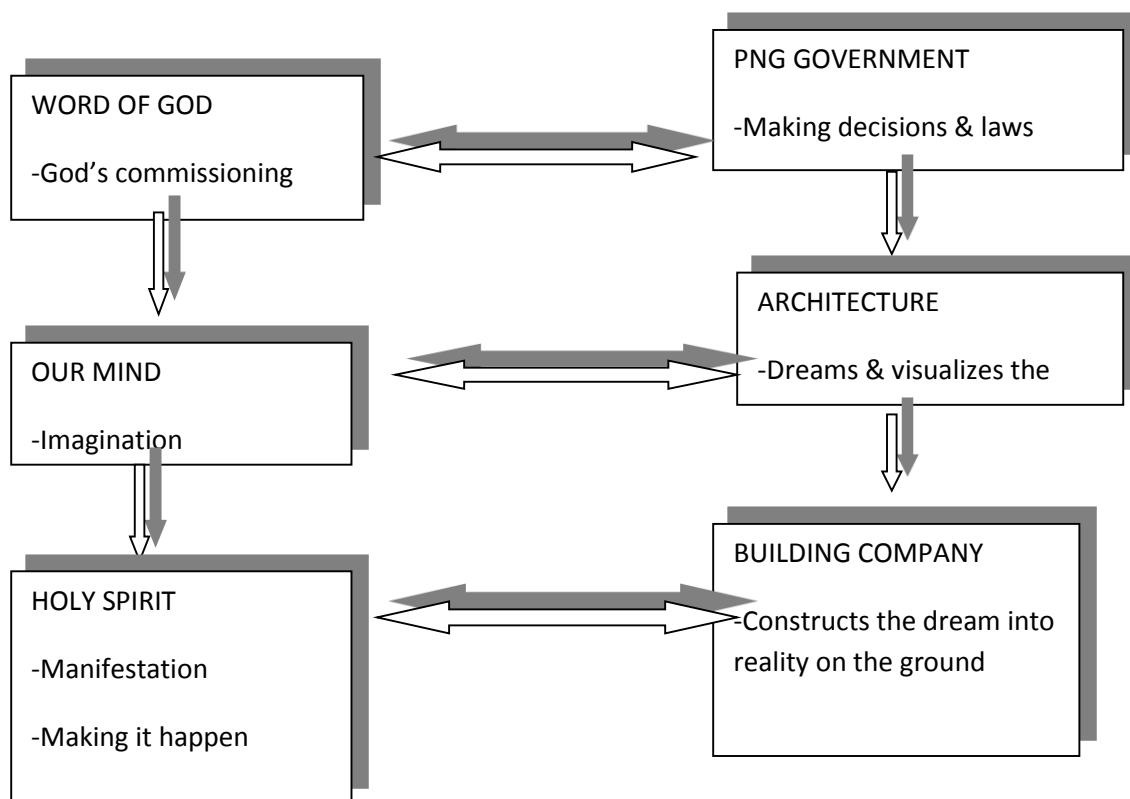 WORD OF GOD
-God’s commissioning
PNG GOVERNMENT
-Making decisions & laws
OUR MIND
-Imagination
ARCHITECTURE
-Dreams & visualizes the
HOLY SPIRIT
-Manifestation
-Making it happen
BUILDING COMPANY
-Constructs the dream into
reality on the ground